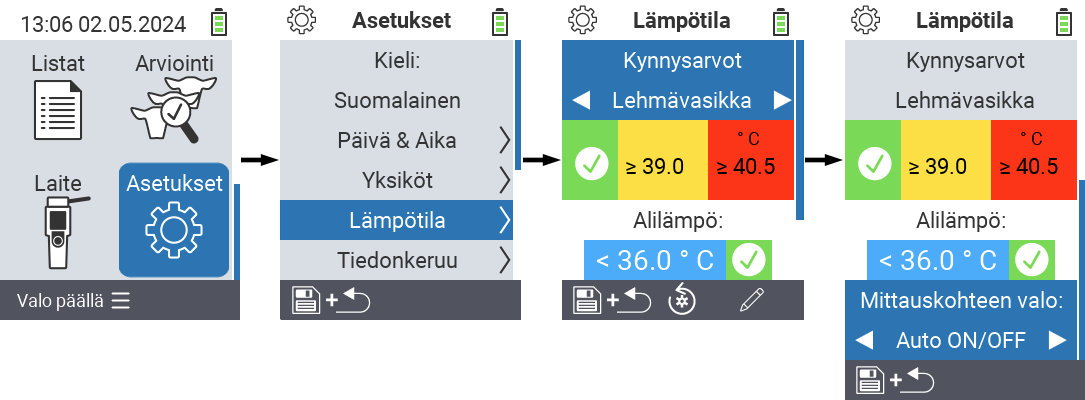 13:06 02.05.2024
Listat
Arviointi
Laite
Asetukset
Valo päällä
Asetukset
Kieli:
Suomalainen
Päivä & Aika
Yksiköt
Lämpötila
Tiedonkeruu
+
Lämpötila
Kynnysarvot
Lehmävasikka
° C
≥ 39.0
≥ 40.5
Alilämpö:
< 36.0 ° C
+
Lämpötila
Kynnysarvot
Lehmävasikka
° C
≥ 39.0
≥ 40.5
Alilämpö:
< 36.0 ° C
Mittauskohteen valo:
Auto ON/OFF
+